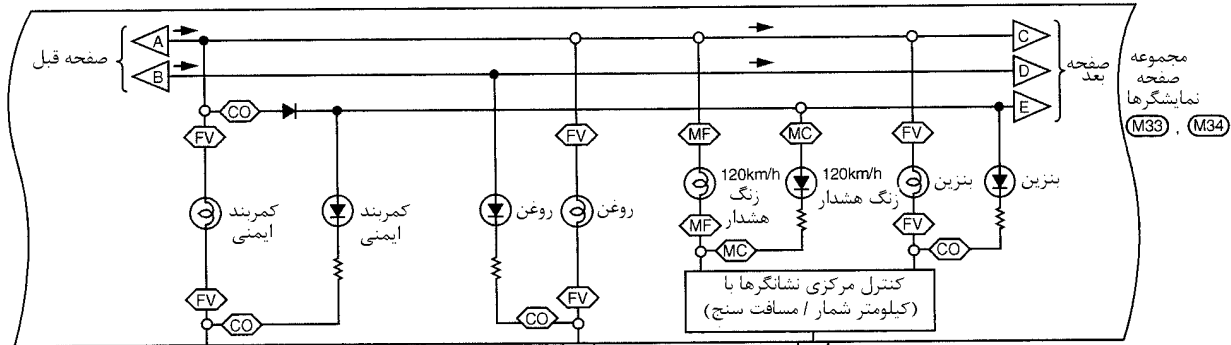 A
B
صفحه قبل
C
D
E
صفحه
بعد
مجموعه
صفحه
نمایشگرها
M33 , M34
CO
FV
FV
MF
MC
FV
کمربند
ایمنی
کمربند
ایمنی
روغن
روغن
120km/h
زنگ
هشدار
120km/h
زنگ هشدار
بنزین
بنزین
MF
MC
FV
CO
FV
CO
CO
FV
کنترل مرکزی نشانگرها با
(کیلومتر شمار / مسافت سنج)